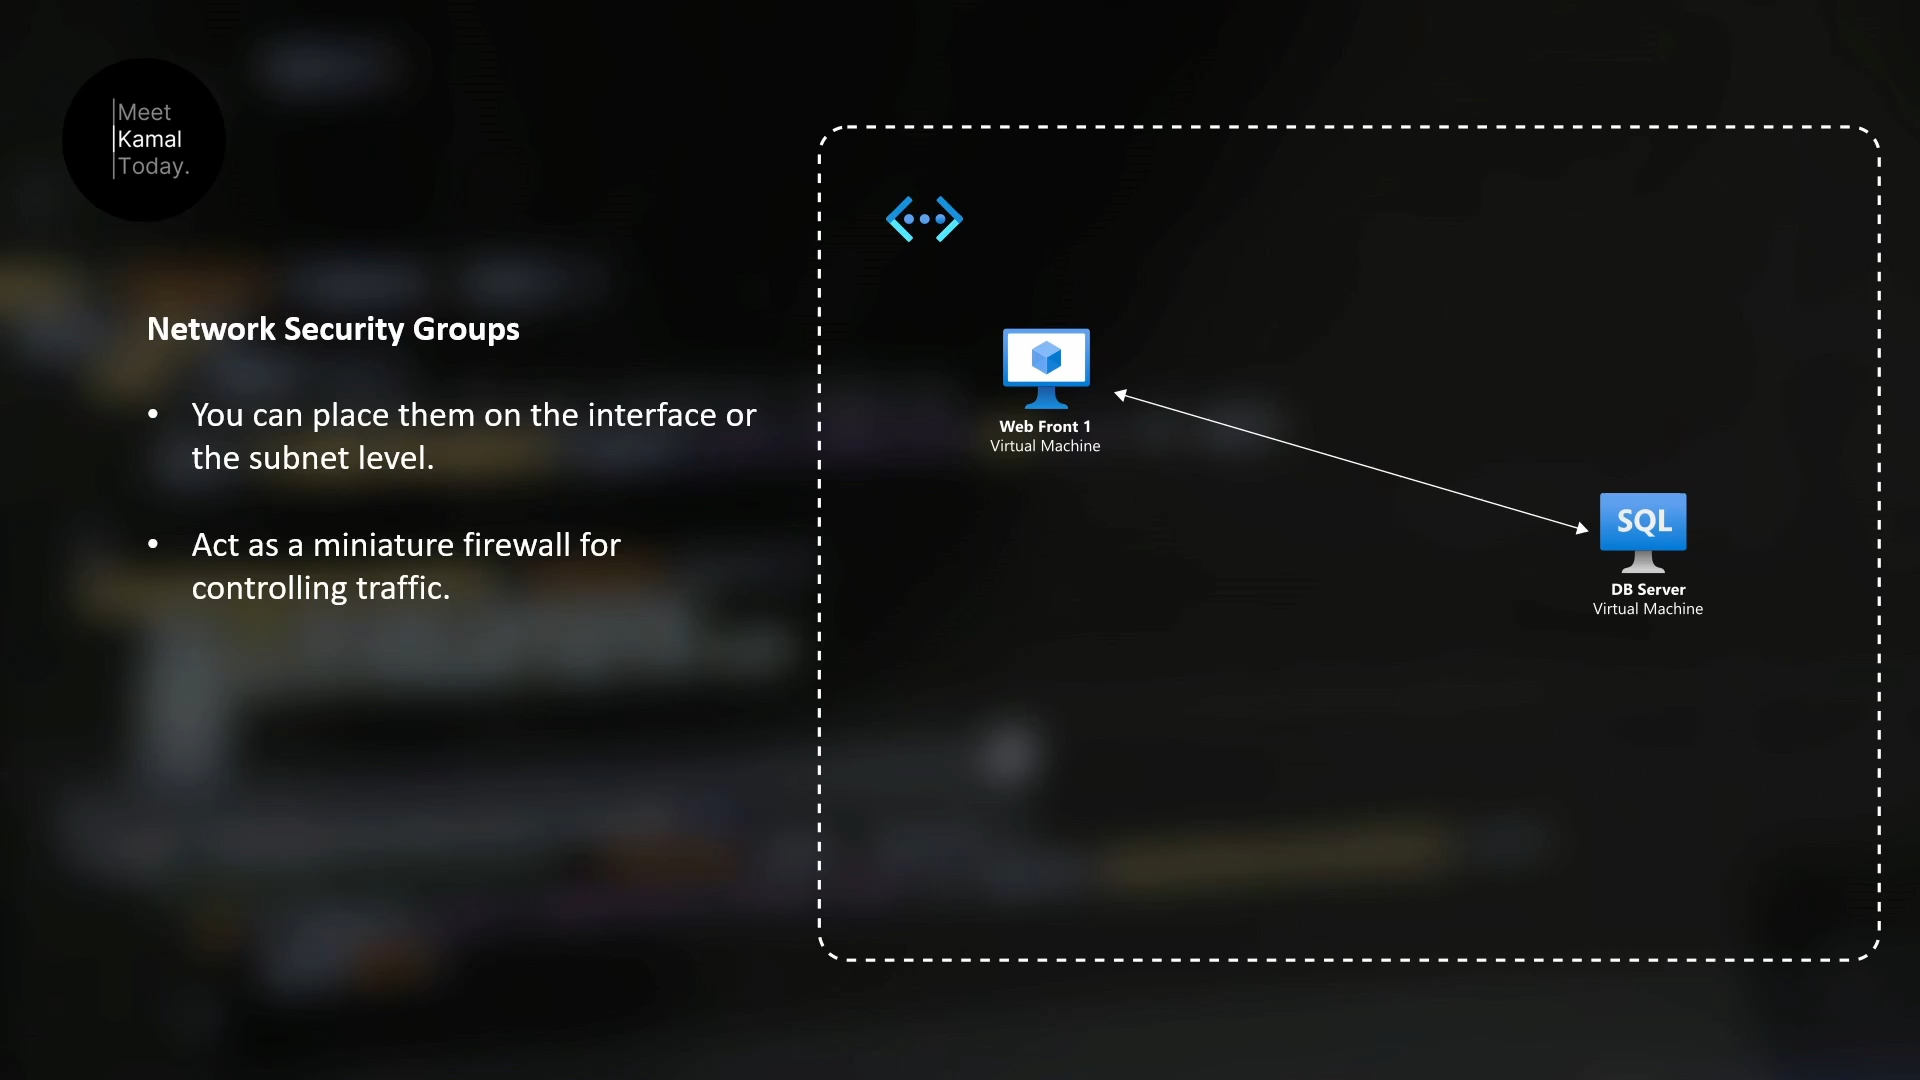 Meet
Kamal
Today.
Network Security Groups
• You can place them on the interface or
the subnet level.
• Act as a miniature firewall for
controlling traffic.
Web Front 1
Virtual Machine
SQL
DB Server
Virtual Machine